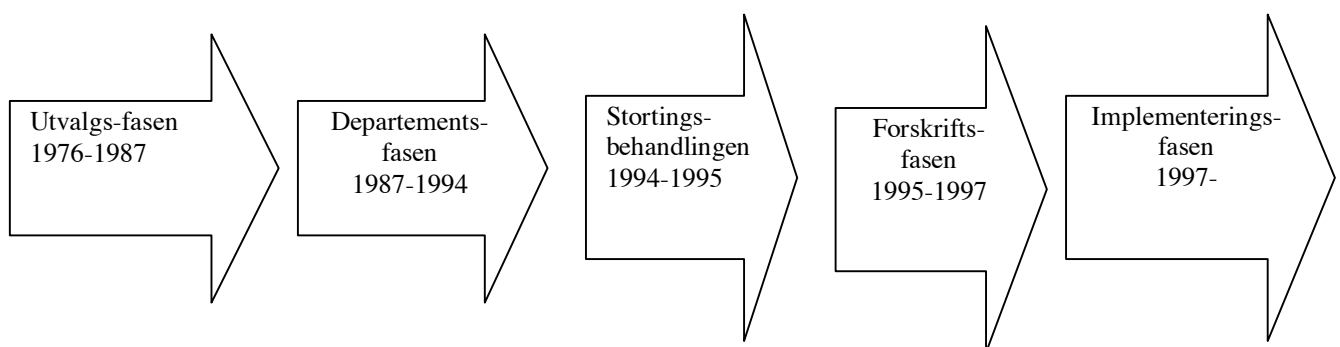 Utvalgs-fasen
1976-1987
Departements-
fasen
1987-1994
Stortings-
behandlingen
1994-1995
Forskrifts-
fasen
1995-1997
Implementerings-
fasen
1997-